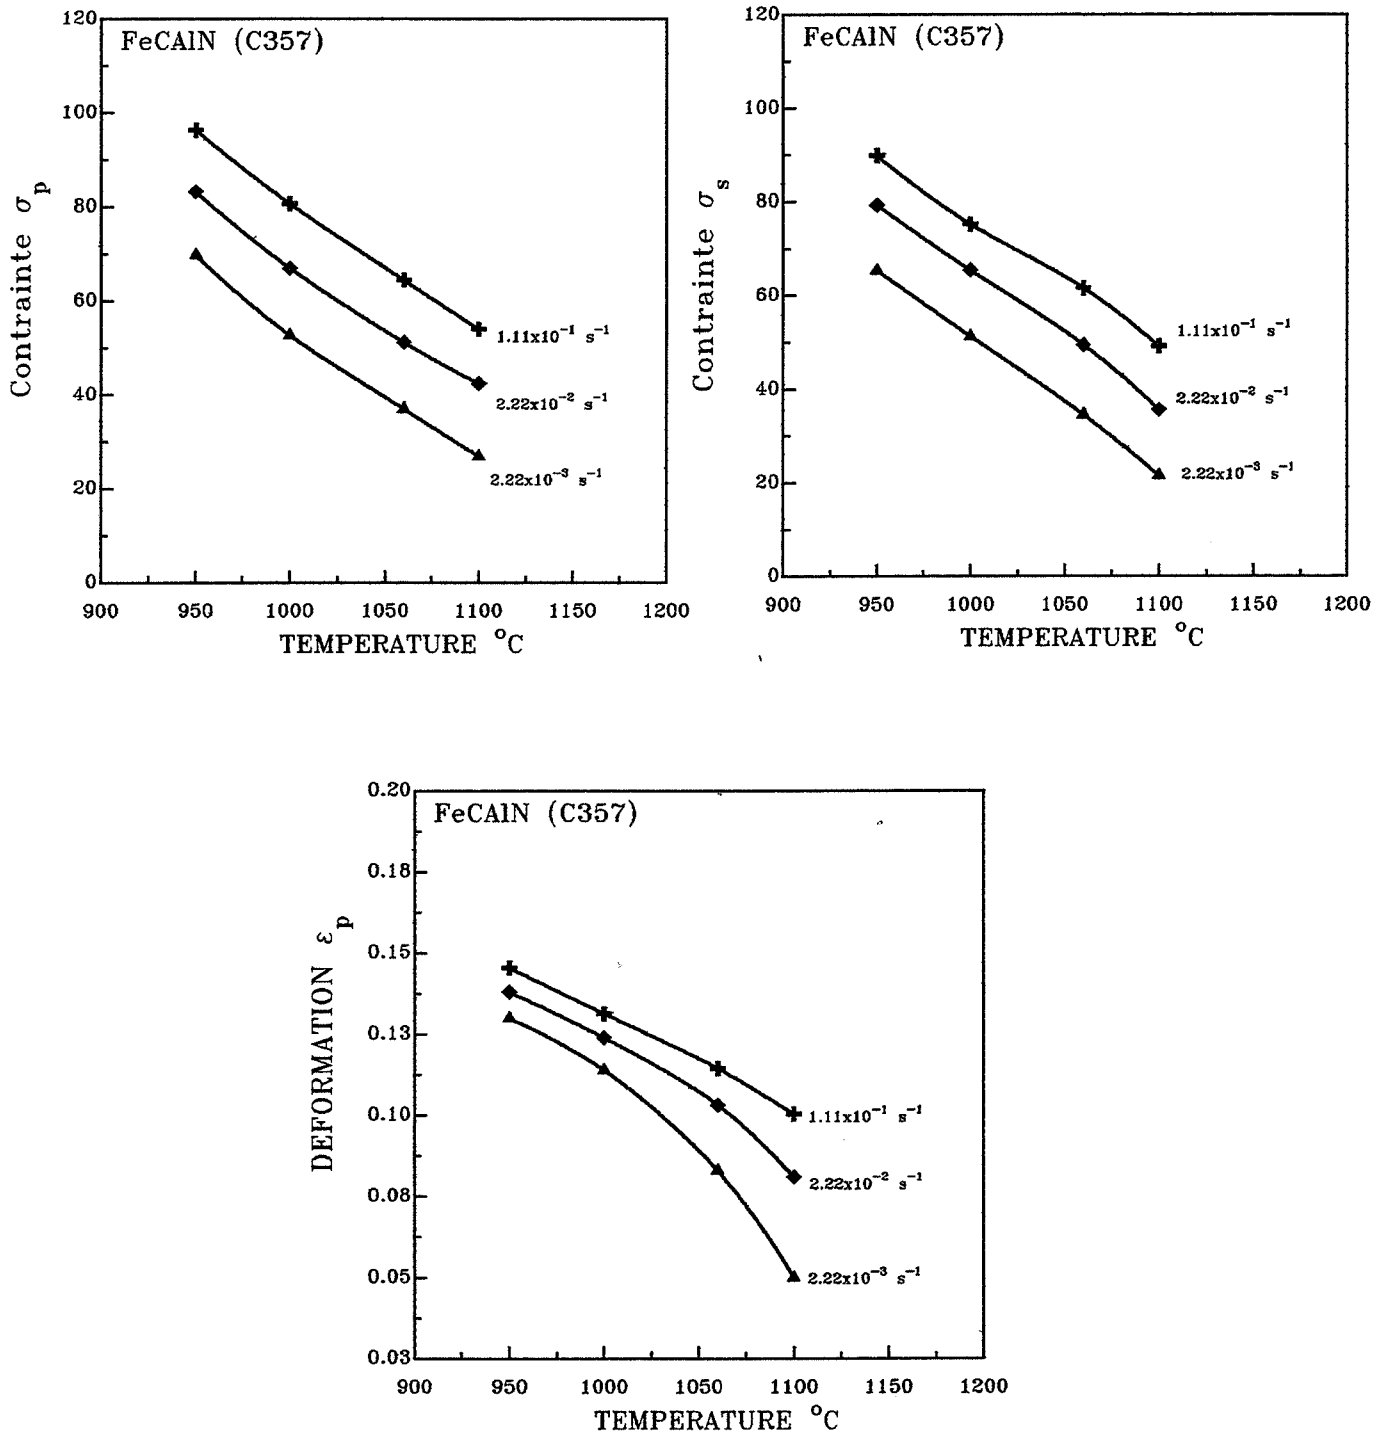 FeCAlN (C357)
Contrainte σp
120
100
80
60
40
20
0
1.11x10⁻¹ s⁻¹
2.22x10⁻² s⁻¹
2.22x10⁻³ s⁻¹
900 950 1000 1050 1100 1150 1200
TEMPERATURE °C
FeCAlN (C357)
Contrainte σs
120
100
80
60
40
20
0
1.11x10⁻¹ s⁻¹
2.22x10⁻² s⁻¹
2.22x10⁻³ s⁻¹
900 950 1000 1050 1100 1150 1200
TEMPERATURE °C
FeCAlN (C357)
DEFORMATION εp
0.20
0.18
0.15
0.13
0.10
0.08
0.05
0.03
1.11x10⁻¹ s⁻¹
2.22x10⁻² s⁻¹
2.22x10⁻³ s⁻¹
900 950 1000 1050 1100 1150 1200
TEMPERATURE °C